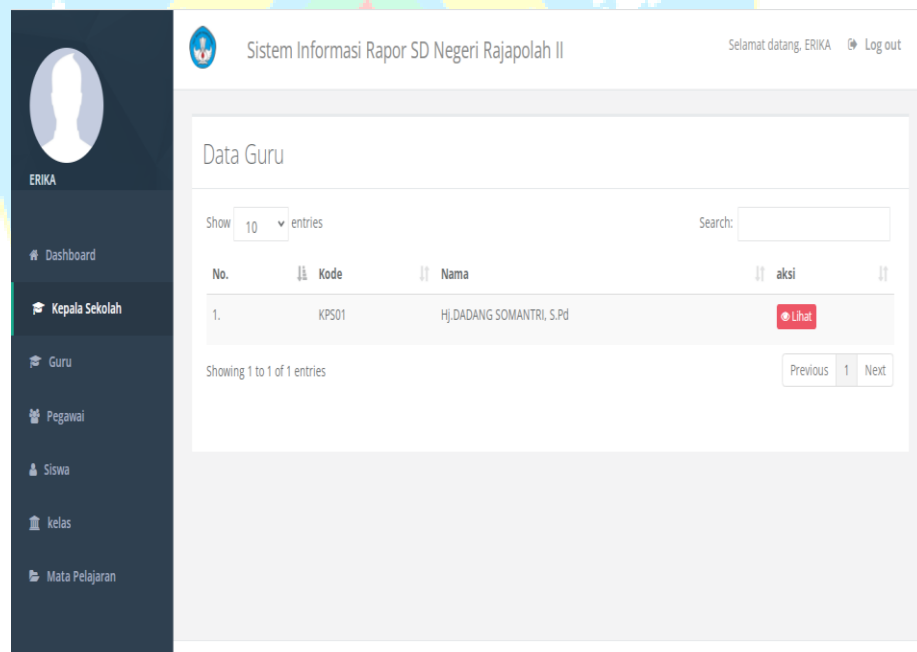 Sistem Informasi Rapor SD Negeri Rajapolah II
Selamat datang, ERIKA Log out
ERIKA
Dashboard
Kepala Sekolah
Guru
Pegawai
Siswa
kelas
Mata Pelajaran
Data Guru
Show 10 entries Search:
No. Kode Nama aksi
1. KPS01 Hj.DADANG SOMANTRI, S.Pd Lihat
Showing 1 to 1 of 1 entries Previous 1 Next